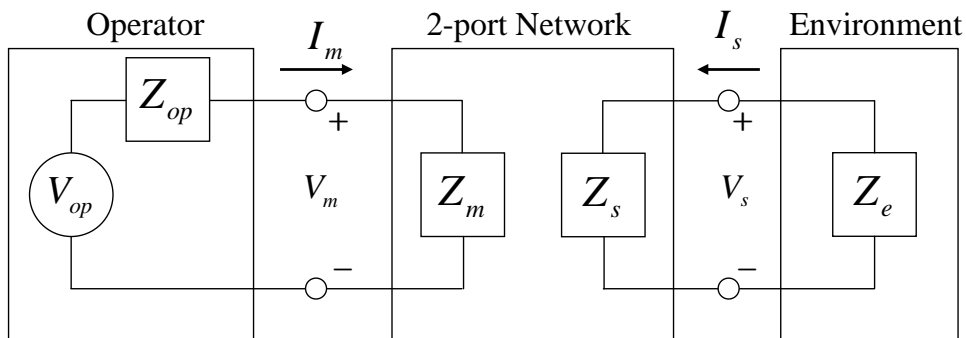 Operator
I_m
2-port Network
I_s
Environment
Z_op
+
+
V_op
V_m
Z_m
Z_s
V_s
Z_e
−
−